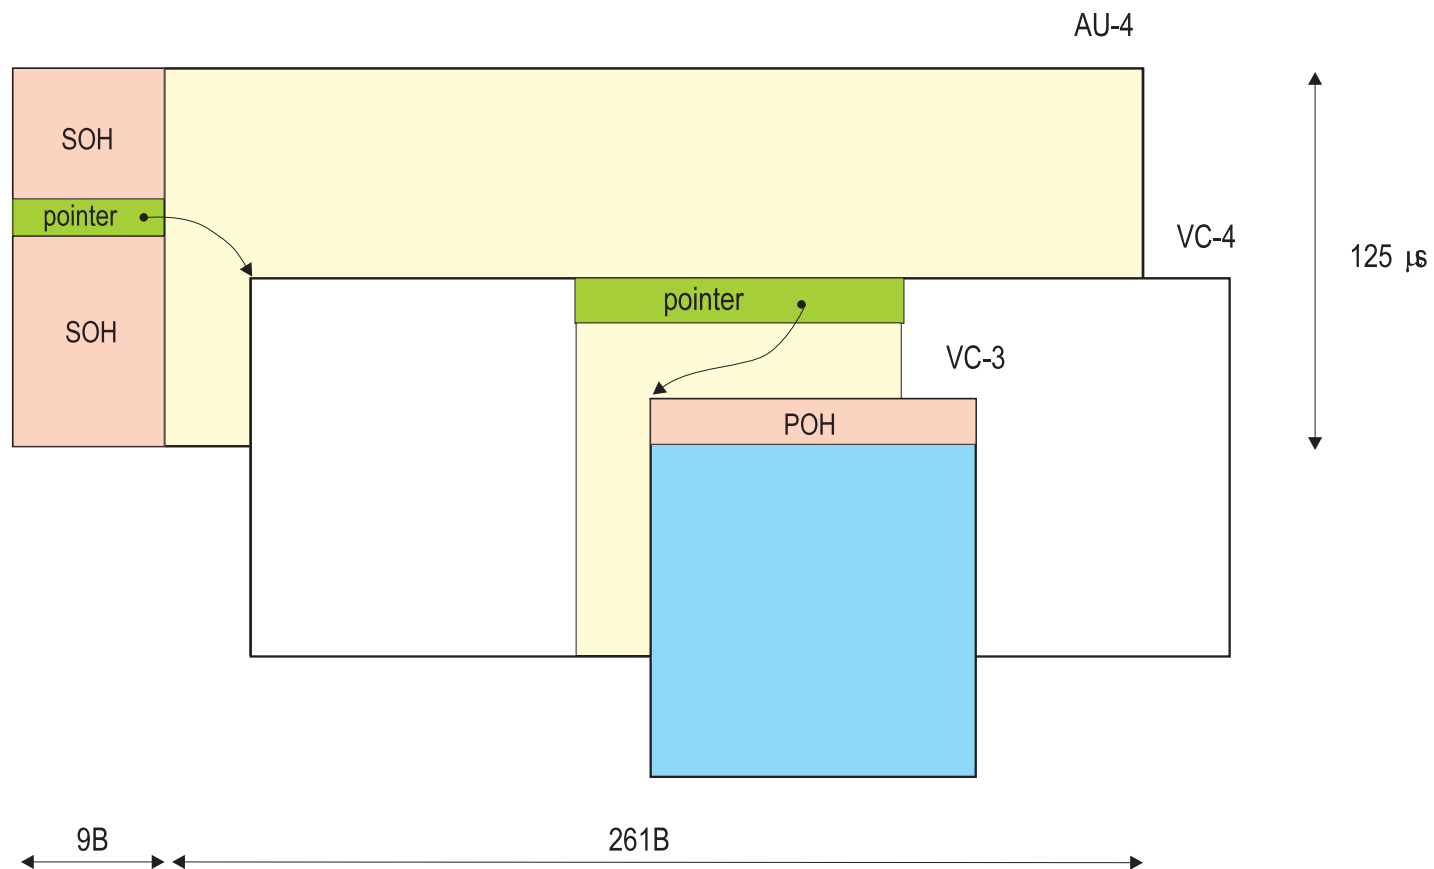 AU-4
SOH
pointer
VC-4
125 μs
pointer
SOH
VC-3
POH
9B
261B